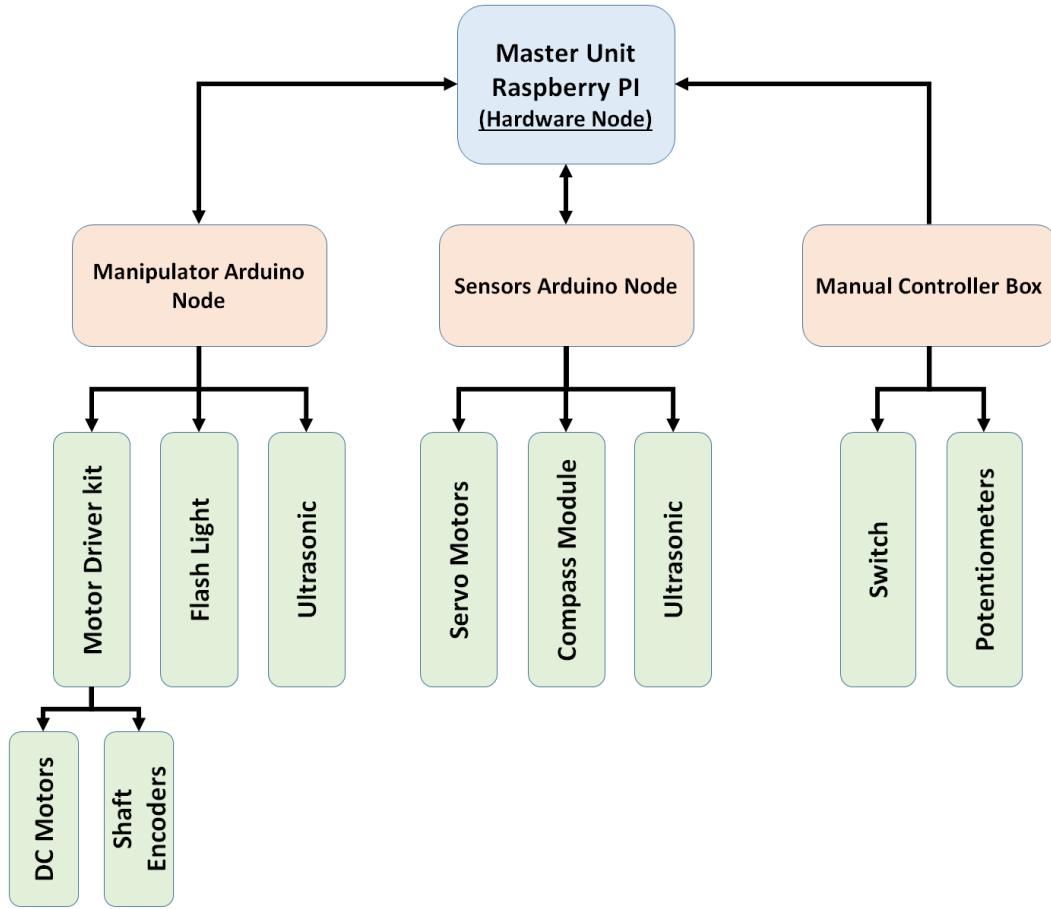 Master Unit
Raspberry PI
(Hardware Node)
Manipulator Arduino
Node
Sensors Arduino Node
Manual Controller Box
Motor Driver kit
Flash Light
Ultrasonic
Servo Motors
Compass Module
Ultrasonic
Switch
Potentiometers
DC Motors
Shaft
Encoders